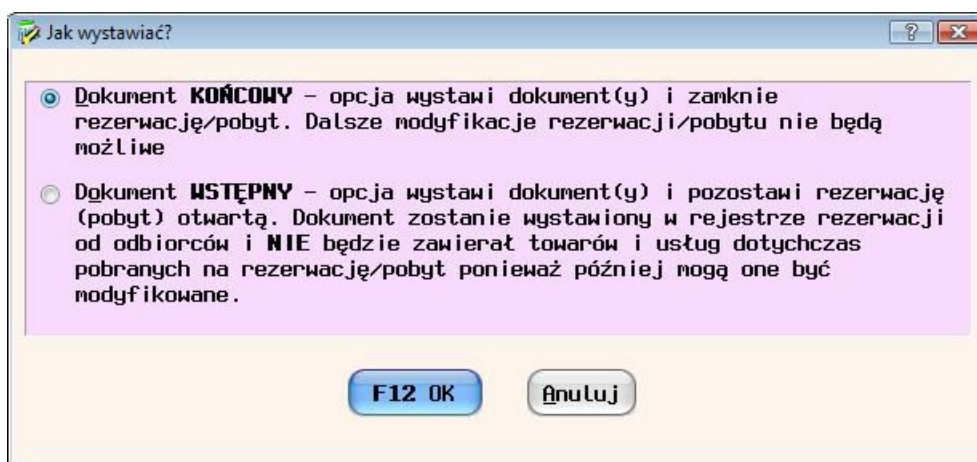 Jak wystawiać?
Dokument KOŃCOWY – opcja wystawi dokument(y) i zamknie
rezerwację/pobyt. Dalsze modyfikacje rezerwacji/pobytu nie będą
możliwe
Dokument WSTĘPNY – opcja wystawi dokument(y) i pozostawi rezerwację
(pobyt) otwartą. Dokument zostanie wystawiony w rejestrze rezerwacji
od odbiorców i NIE będzie zawierał towarów i usług dotychczas
pobranych na rezerwację/pobyt ponieważ później mogą one być
modyfikowane.
F12 OK
Anuluj